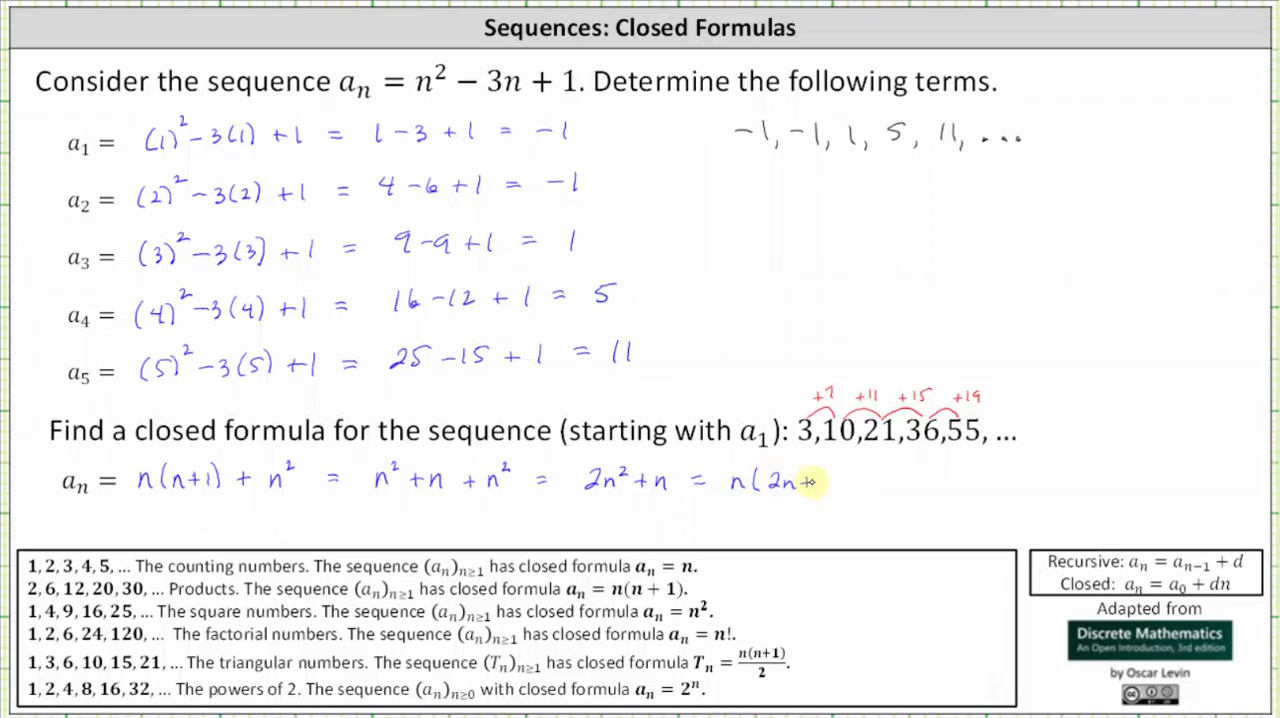 Sequences: Closed Formulas
Consider the sequence aₙ = n² − 3n + 1. Determine the following terms.
a₁ = (1)² − 3(1) + 1 = 1 − 3 + 1 = −1
−1, −1, 1, 5, 11, ...
a₂ = (2)² − 3(2) + 1 = 4 − 6 + 1 = −1
a₃ = (3)² − 3(3) + 1 = 9 − 9 + 1 = 1
a₄ = (4)² − 3(4) + 1 = 16 − 12 + 1 = 5
a₅ = (5)² − 3(5) + 1 = 25 − 15 + 1 = 11
+7 +11 +15 +19
Find a closed formula for the sequence (starting with a₁): 3,10,21,36,55, ...
aₙ = n(n+1) + n² = n² + n + n² = 2n² + n = n(2n+
1, 2, 3, 4, 5, ... The counting numbers. The sequence (aₙ)ₙ≥₁ has closed formula aₙ = n.
2, 6, 12, 20, 30, ... Products. The sequence (aₙ)ₙ≥₁ has closed formula aₙ = n(n + 1).
1, 4, 9, 16, 25, ... The square numbers. The sequence (aₙ)ₙ≥₁ has closed formula aₙ = n².
1, 2, 6, 24, 120, ... The factorial numbers. The sequence (aₙ)ₙ≥₁ has closed formula aₙ = n!.
1, 3, 6, 10, 15, 21, ... The triangular numbers. The sequence (Tₙ)ₙ≥₁ has closed formula Tₙ = n(n+1)/2.
1, 2, 4, 8, 16, 32, ... The powers of 2. The sequence (aₙ)ₙ≥₀ with closed formula aₙ = 2ⁿ.
Recursive: aₙ = aₙ₋₁ + d
Closed: aₙ = a₀ + dn
Adapted from
Discrete Mathematics
An Open Introduction, 3rd edition
by Oscar Levin
cc